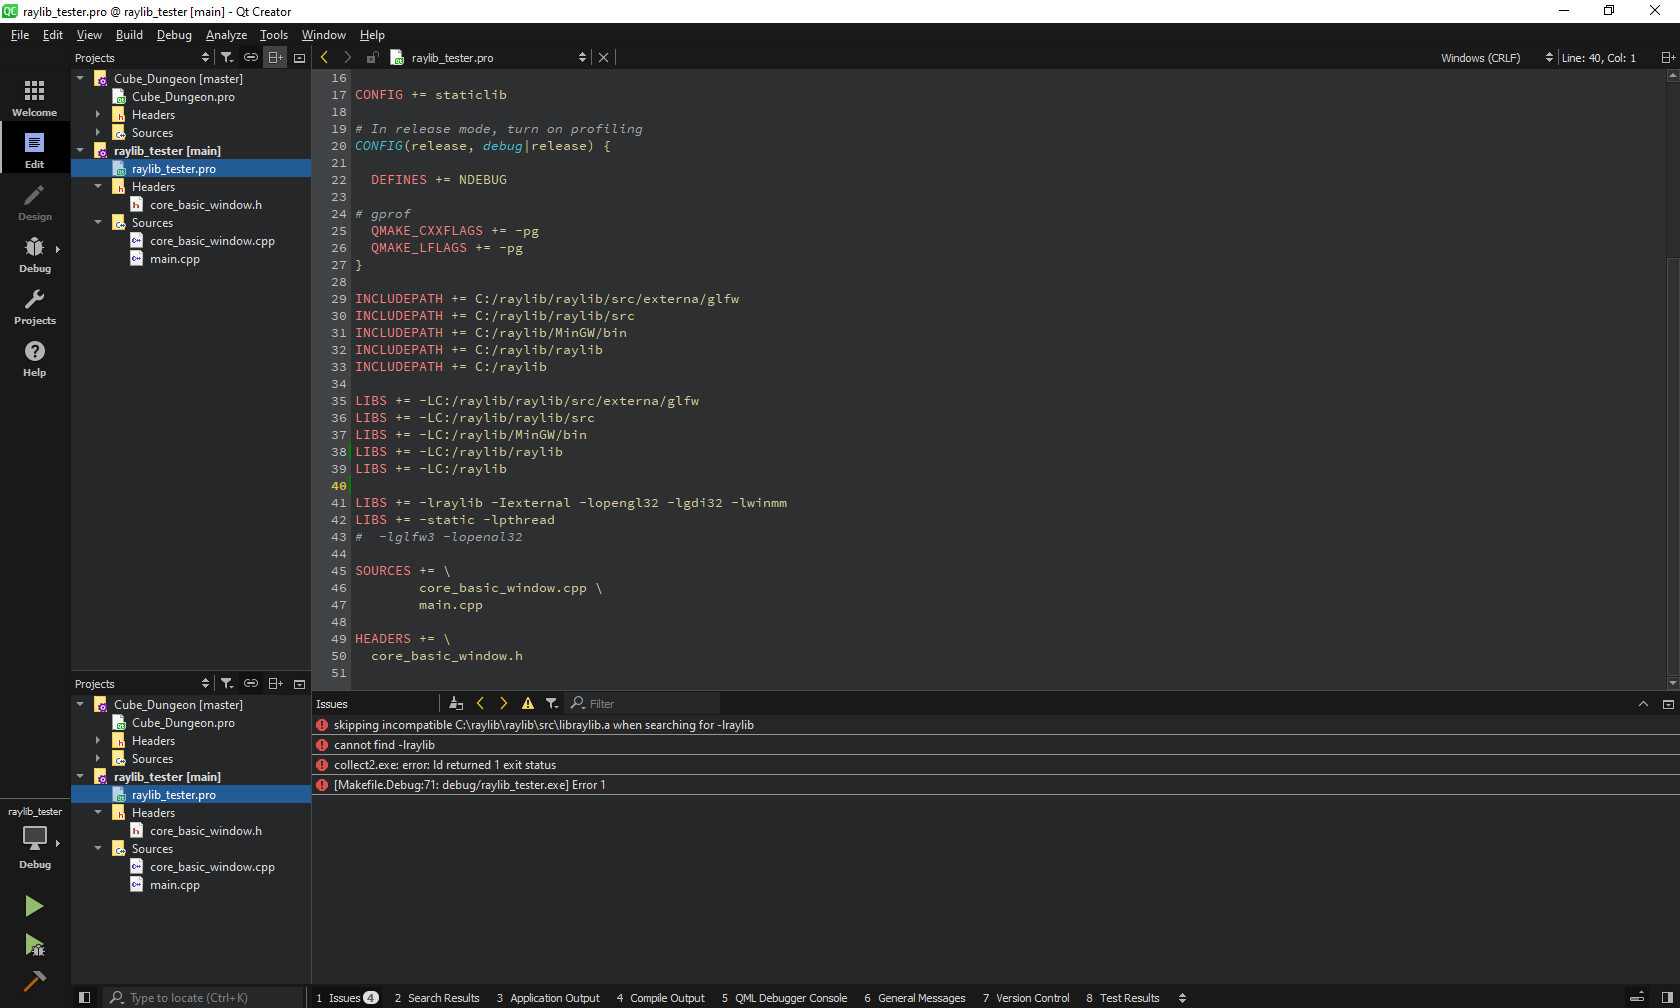 raylib_tester.pro @ raylib_tester [main] - Qt Creator
File Edit View Build Debug Analyze Tools Window Help
Projects
raylib_tester.pro
Windows (CRLF)
Line: 40, Col: 1
Welcome
Edit
Design
Debug
Projects
Help
Cube_Dungeon [master]
Cube_Dungeon.pro
Headers
Sources
raylib_tester [main]
raylib_tester.pro
Headers
core_basic_window.h
Sources
core_basic_window.cpp
main.cpp
16
17 CONFIG += staticlib
18
19 # In release mode, turn on profiling
20 CONFIG(release, debug|release) {
21
22 DEFINES += NDEBUG
23
24 # gprof
25 QMAKE_CXXFLAGS += -pg
26 QMAKE_LFLAGS += -pg
27 }
28
29 INCLUDEPATH += C:/raylib/raylib/src/externa/glfw
30 INCLUDEPATH += C:/raylib/raylib/src
31 INCLUDEPATH += C:/raylib/MinGW/bin
32 INCLUDEPATH += C:/raylib/raylib
33 INCLUDEPATH += C:/raylib
34
35 LIBS += -LC:/raylib/raylib/src/externa/glfw
36 LIBS += -LC:/raylib/raylib/src
37 LIBS += -LC:/raylib/MinGW/bin
38 LIBS += -LC:/raylib/raylib
39 LIBS += -LC:/raylib
40
41 LIBS += -lraylib -Iexternal -lopengl32 -lgdi32 -lwinmm
42 LIBS += -static -lpthread
43 # -lglfw3 -lopenal32
44
45 SOURCES += \
46 core_basic_window.cpp \
47 main.cpp
48
49 HEADERS += \
50 core_basic_window.h
51
Projects
Cube_Dungeon [master]
Cube_Dungeon.pro
Headers
Sources
raylib_tester [main]
raylib_tester.pro
Headers
core_basic_window.h
Sources
core_basic_window.cpp
main.cpp
raylib_tester
Debug
Issues
Filter
skipping incompatible C:\raylib\raylib\src\libraylib.a when searching for -lraylib
cannot find -lraylib
collect2.exe: error: ld returned 1 exit status
[Makefile.Debug:71: debug/raylib_tester.exe] Error 1
Type to locate (Ctrl+K)
1 Issues 4 2 Search Results 3 Application Output 4 Compile Output 5 QML Debugger Console 6 General Messages 7 Version Control 8 Test Results